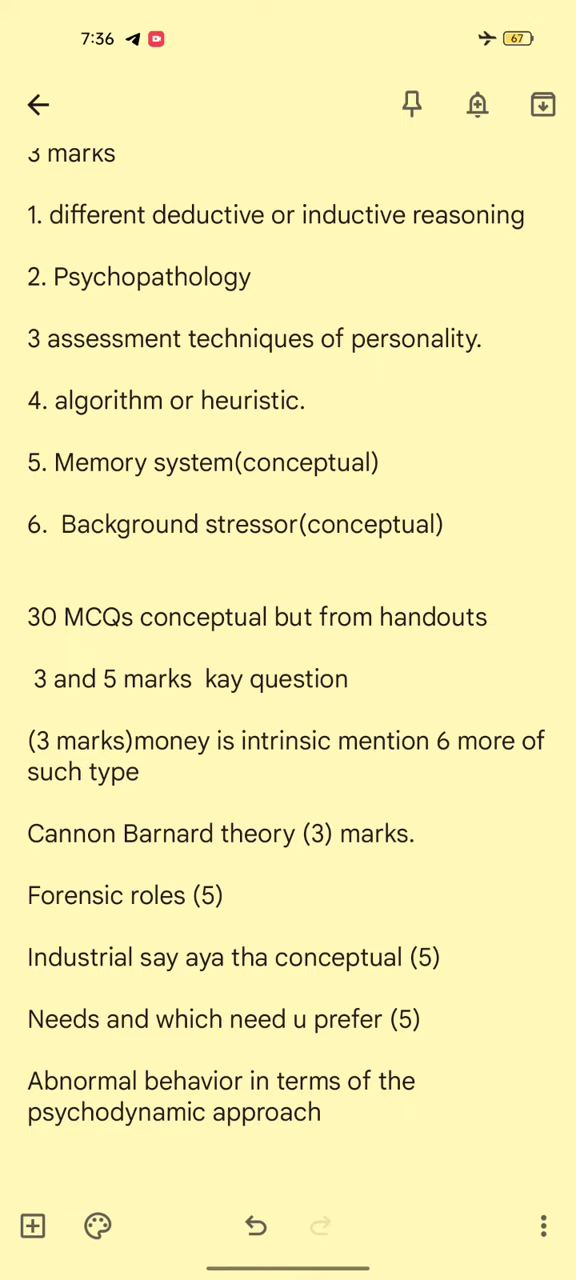 7:36
67
3 marks
1. different deductive or inductive reasoning
2. Psychopathology
3 assessment techniques of personality.
4. algorithm or heuristic.
5. Memory system(conceptual)
6. Background stressor(conceptual)
30 MCQs conceptual but from handouts
3 and 5 marks kay question
(3 marks)money is intrinsic mention 6 more of
such type
Cannon Barnard theory (3) marks.
Forensic roles (5)
Industrial say aya tha conceptual (5)
Needs and which need u prefer (5)
Abnormal behavior in terms of the
psychodynamic approach